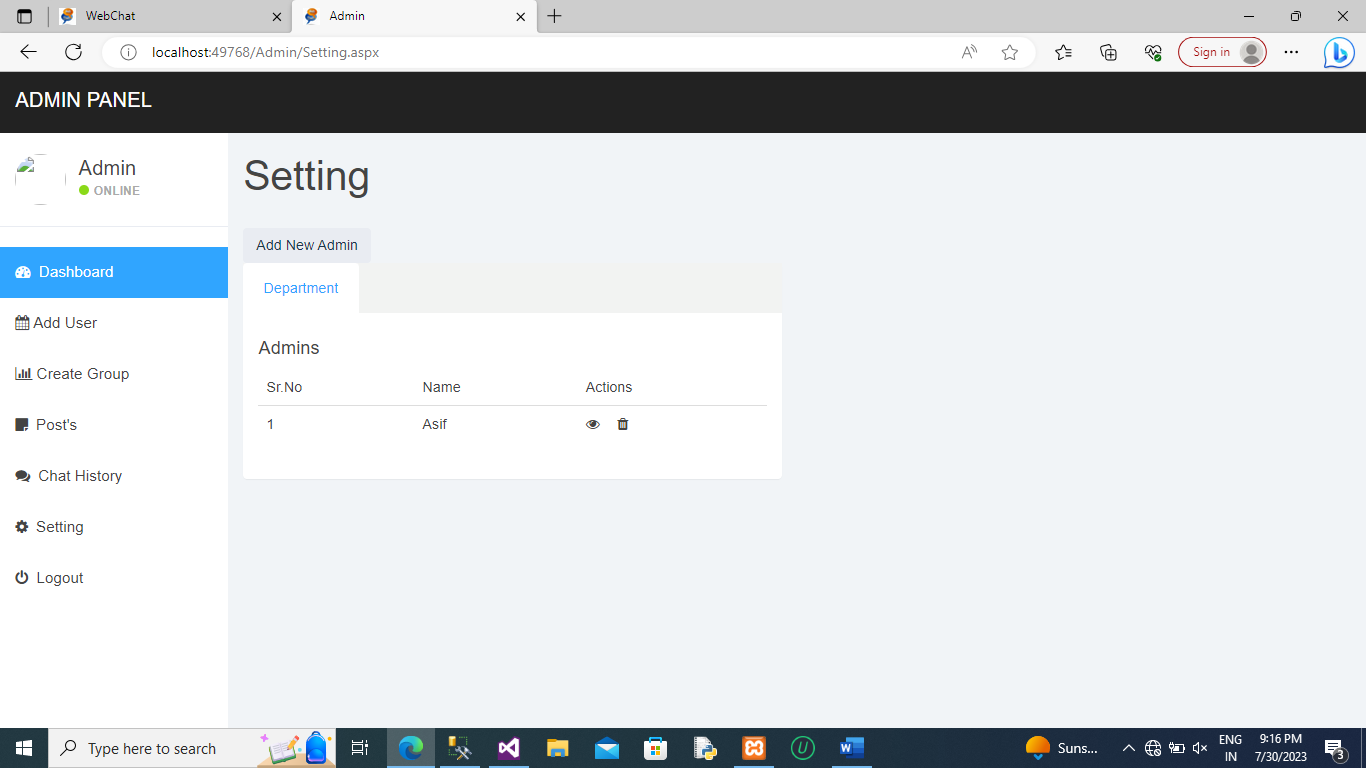 WebChat
Admin
localhost:49768/Admin/Setting.aspx
Sign in
ADMIN PANEL
Admin
ONLINE
Dashboard
Add User
Create Group
Post's
Chat History
Setting
Logout
Setting
Add New Admin
Department
Admins
Sr.No Name Actions
1 Asif
Type here to search
Suns...
ENG
IN
9:16 PM
7/30/2023
3